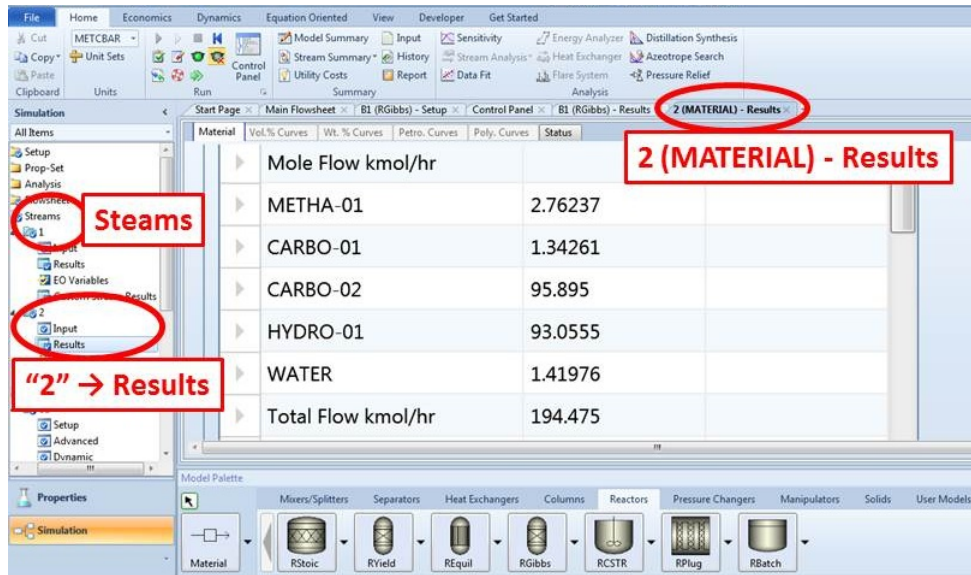 File Home Economics Dynamics Equation Oriented View Developer Get Started
Cut METCBAR Model Summary Input Sensitivity Energy Analyzer Distillation Synthesis
Copy Unit Sets Stream Summary History Stream Analysis Heat Exchanger Azeotrope Search
Paste Control Panel Utility Costs Report Data Fit Flare System Pressure Relief
Clipboard Units Run Summary Analysis
Simulation Start Page Main Flowsheet B1 (RGibbs) - Setup Control Panel B1 (RGibbs) - Results 2 (MATERIAL) - Results
All Items Material Vol.% Curves Wt. % Curves Petro. Curves Poly. Curves Status
2 (MATERIAL) - Results
Setup
Prop-Set
Analysis
Streams
Steams
1
Results
EO Variables
Results
2
Input
Results
“2” → Results
Setup
Advanced
Dynamic
Mole Flow kmol/hr
METHA-01 2.76237
CARBO-01 1.34261
CARBO-02 95.895
HYDRO-01 93.0555
WATER 1.41976
Total Flow kmol/hr 194.475
Properties
Simulation
Model Palette
Mixers/Splitters Separators Heat Exchangers Columns Reactors Pressure Changers Manipulators Solids User Models
Material RStoic RYield REquil RGibbs RCSTR RPlug RBatch